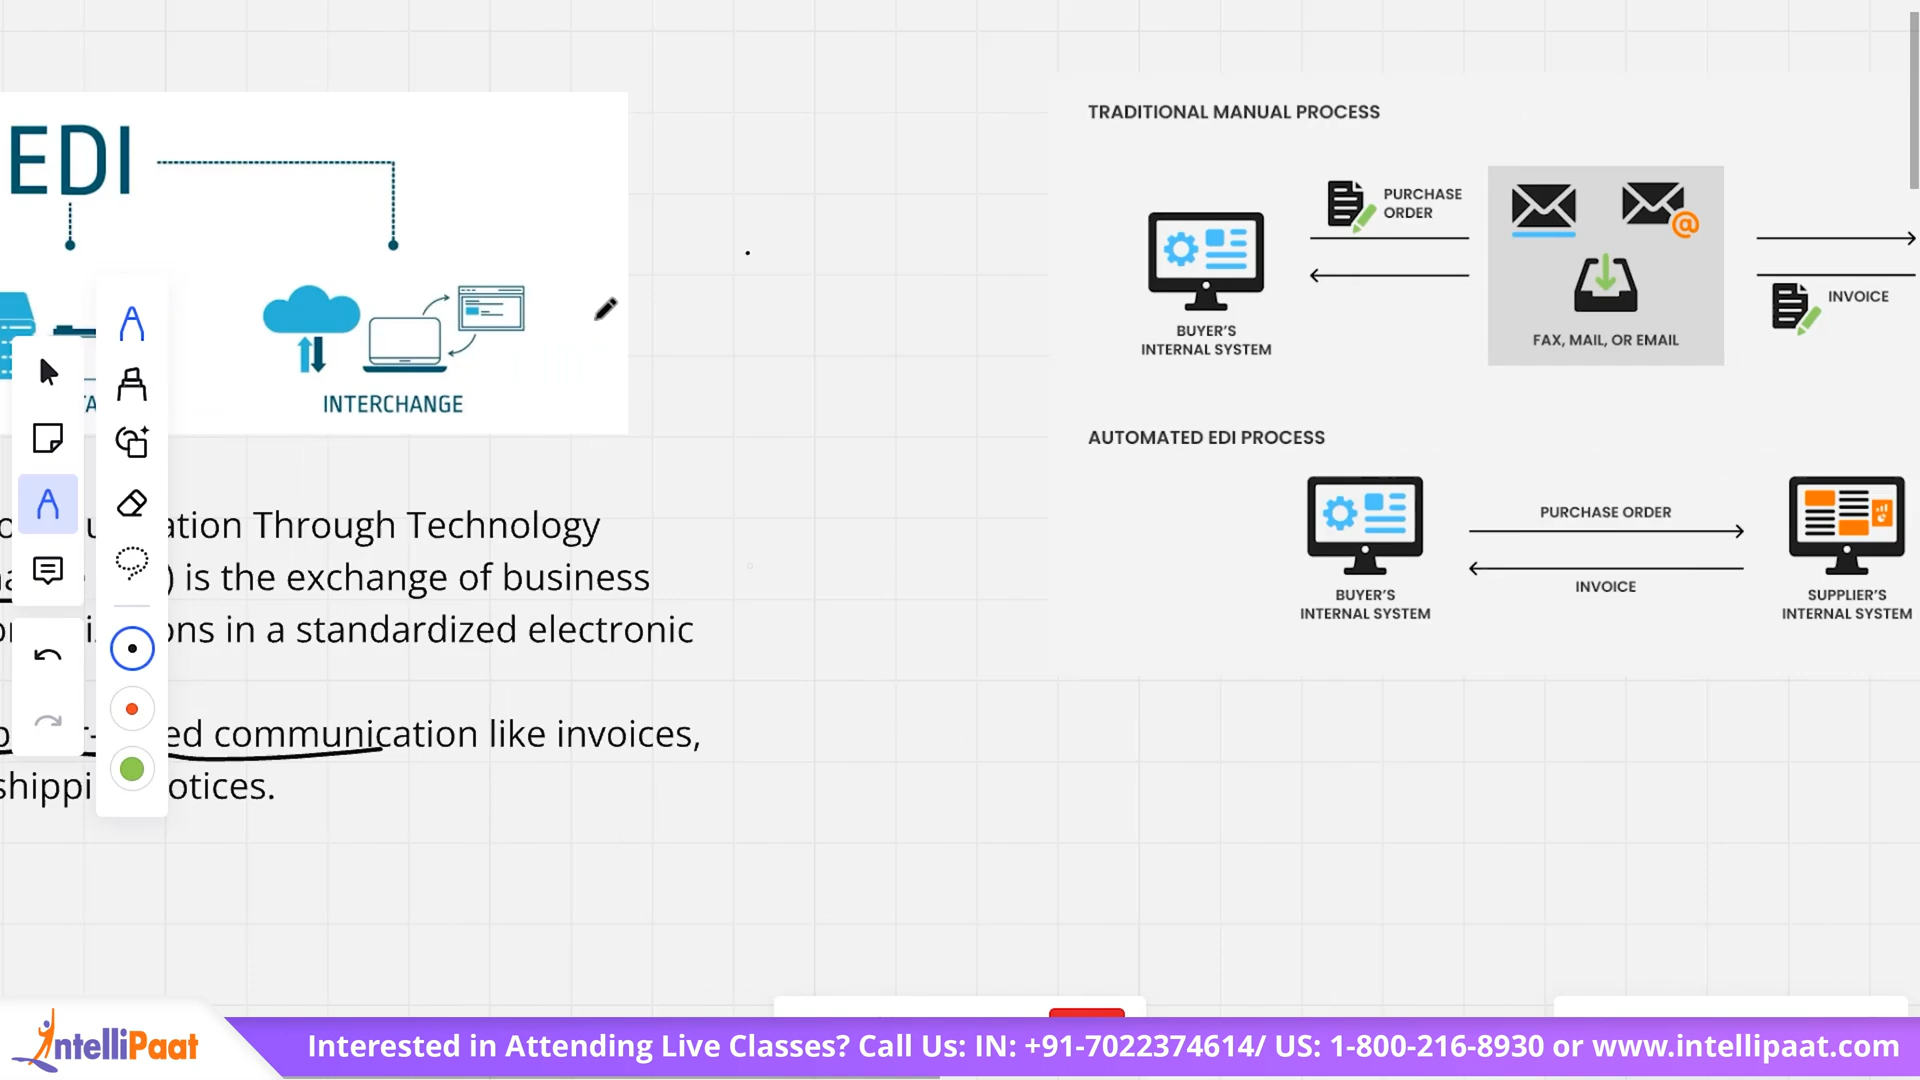 EDI
INTERCHANGE
ation Through Technology
) is the exchange of business
ons in a standardized electronic
ed communication like invoices,
shippi otices.
TRADITIONAL MANUAL PROCESS
PURCHASE
ORDER
BUYER'S
INTERNAL SYSTEM
FAX, MAIL, OR EMAIL
INVOICE
AUTOMATED EDI PROCESS
PURCHASE ORDER
INVOICE
BUYER'S
INTERNAL SYSTEM
SUPPLIER'S
INTERNAL SYSTEM
IntelliPaat
Interested in Attending Live Classes? Call Us: IN: +91-7022374614/ US: 1-800-216-8930 or www.intellipaat.com